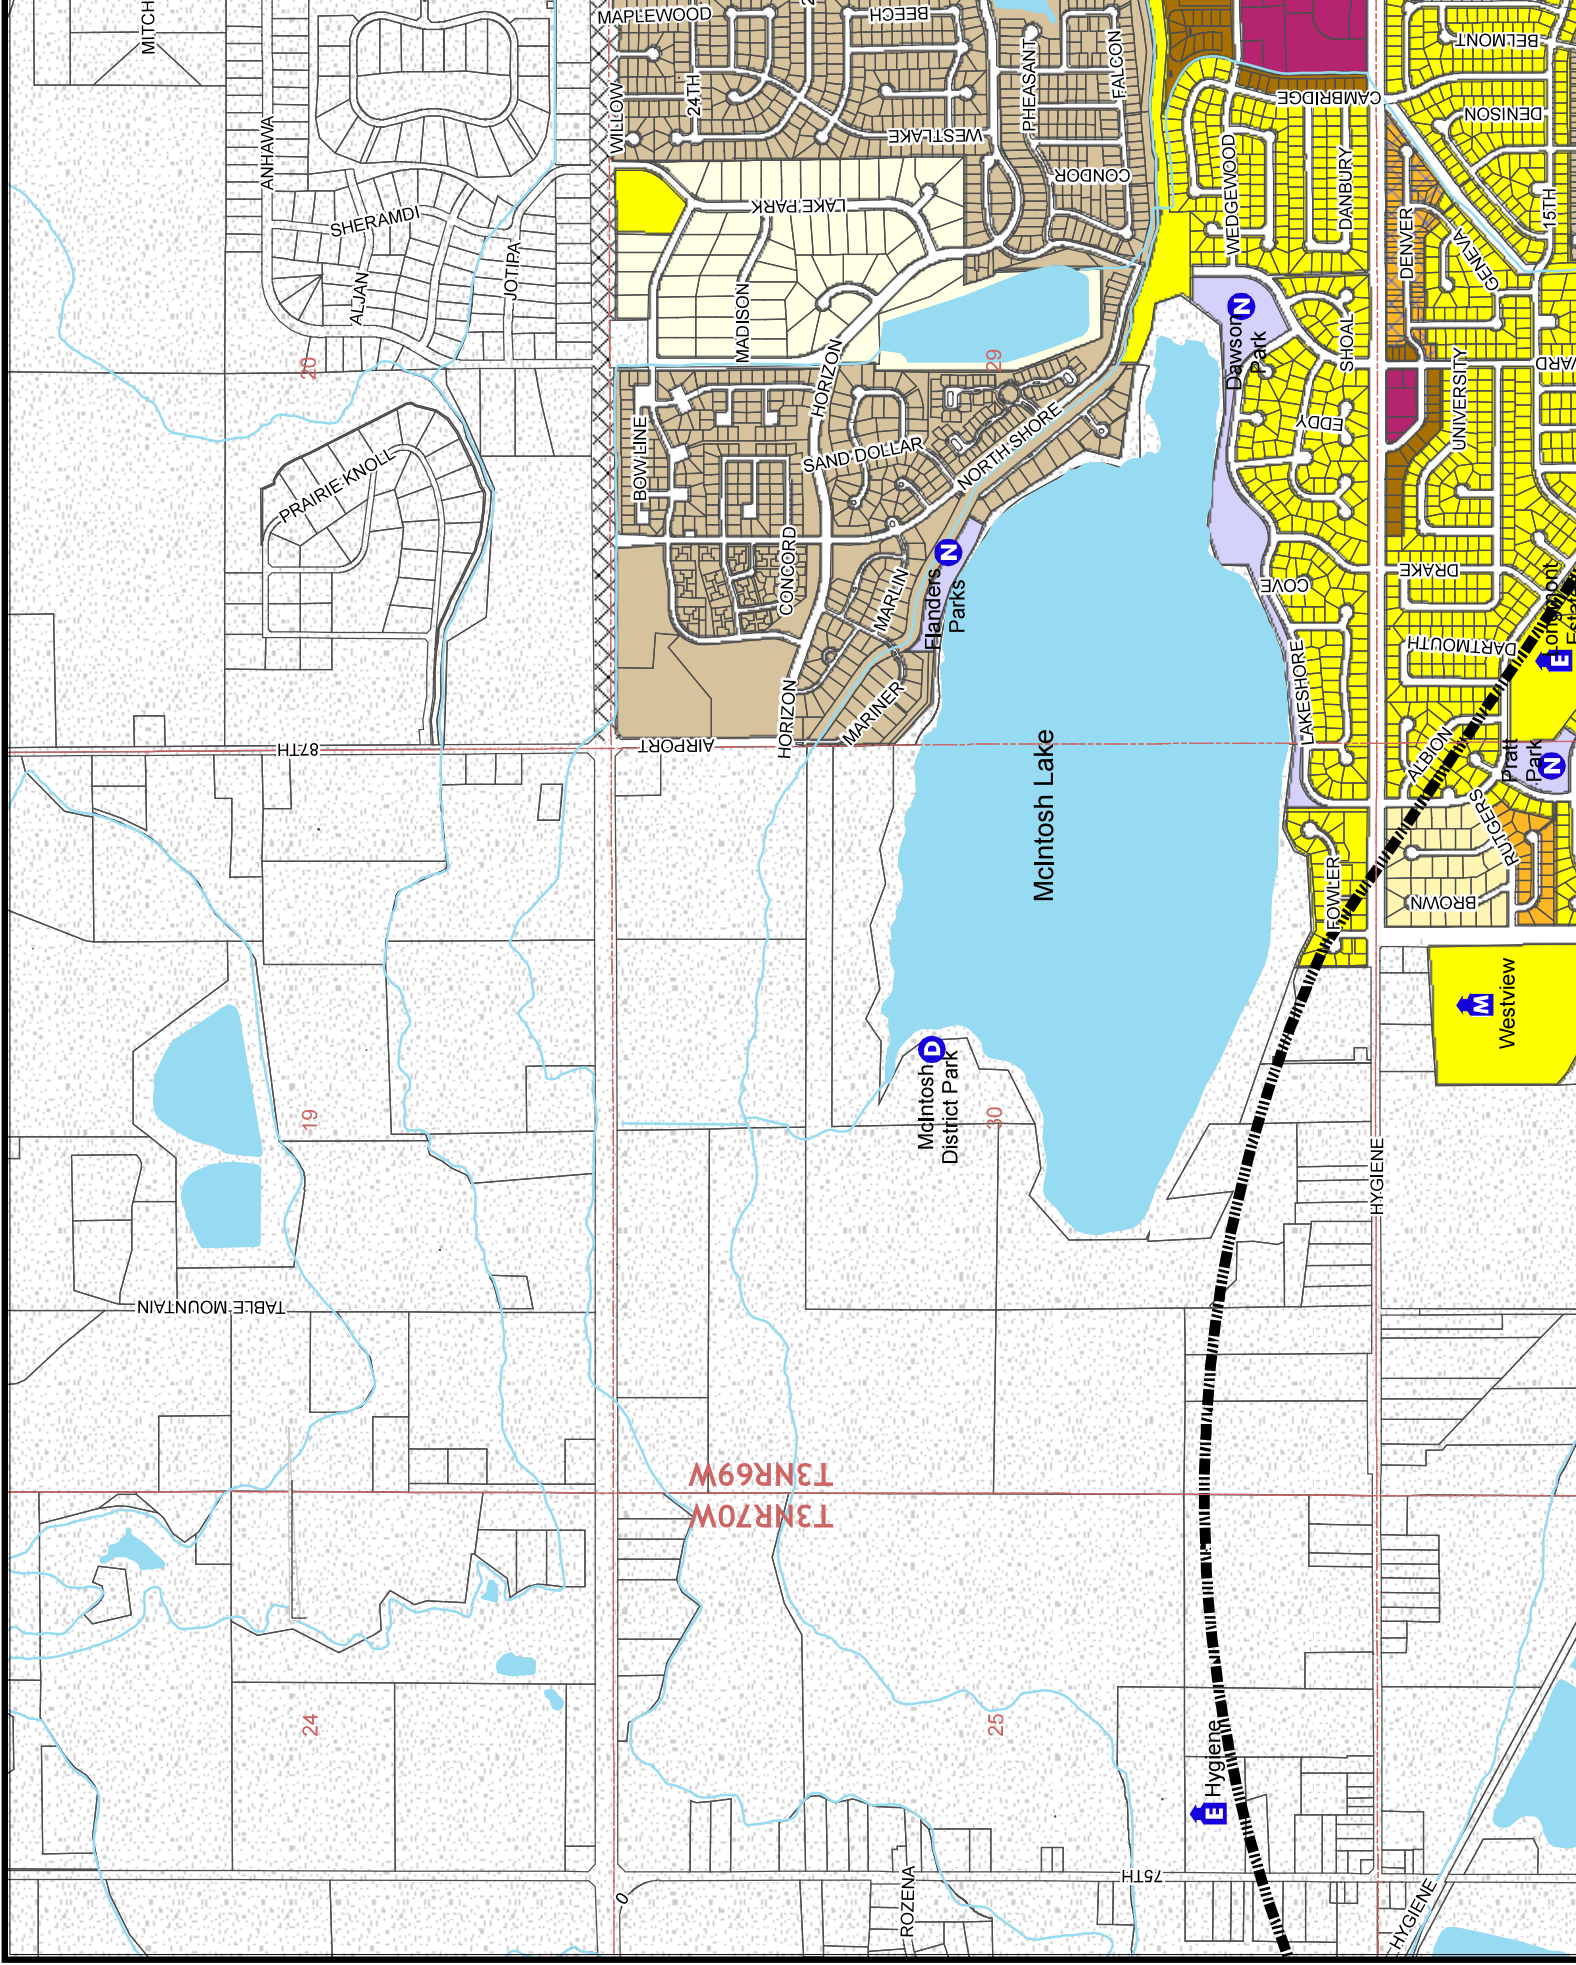 MAPLEWOOD
BEECH
MITCH
BELMONT
24TH
PHEASANT
FALCON
WILLOW
CAMBRIDGE
DENISON
ANHAWA
WESTLAKE
CONDOR
WEDGEWOOD
DANBURY
SHERAMDI
LAKE PARK
DENVER
GENEVA
15TH
ALJAN
JOTIPA
MADISON
HORIZON
N
Dawson
Park
SHOAL
20
29
UNIVERSITY
BOWLINE
SAND DOLLAR
NORTH SHORE
EDDY
PRAIRIE KNOLL
CONCORD
MARLIN
N
Flanders
Parks
COVE
DRAKE
DARTMOUTH
Longmont
E
HORIZON
MARINER
LAKESHORE
87TH
AIRPORT
ALBION
Pratt
Park
N
McIntosh Lake
RUTGERS
FOWLER
BROWN
M
Westview
D
McIntosh
District Park
19
30
HYGIENE
TABLE MOUNTAIN
T3NR69W
T3NR70W
24
25
E
Hygiene
75TH
ROZENA
0
HYGIENE